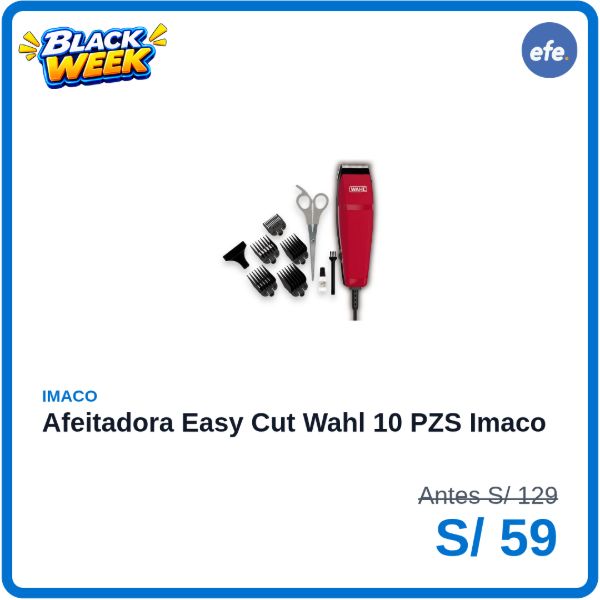 BLACK
WEEK
efe.
WAHL
IMACO
Afeitadora Easy Cut Wahl 10 PZS Imaco
Antes S/ 129
S/ 59